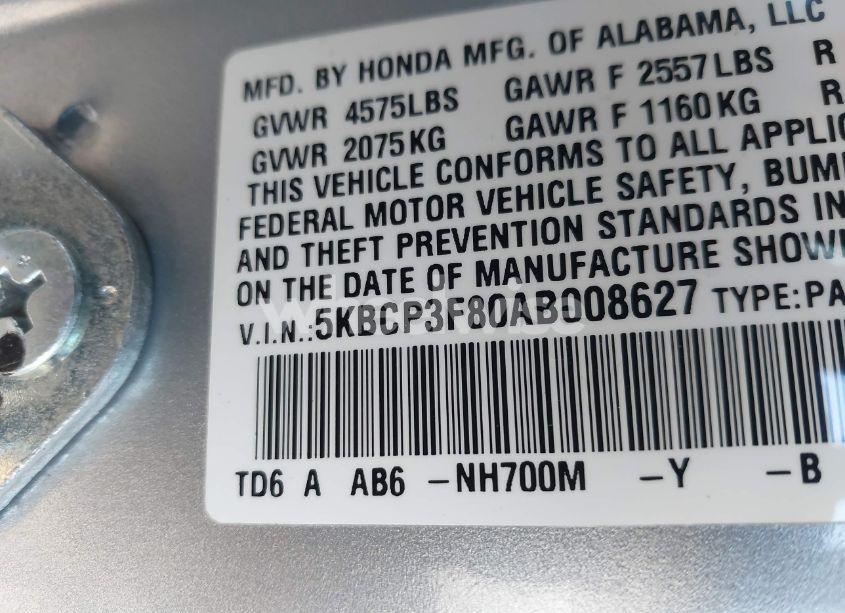 MFD. BY HONDA MFG. OF ALABAMA, LLC
GVWR 4575LBS GAWR F 2557LBS R
GVWR 2075KG GAWR F 1160KG R
THIS VEHICLE CONFORMS TO ALL APPLIC
FEDERAL MOTOR VEHICLE SAFETY, BUM
AND THEFT PREVENTION STANDARDS IN
ON THE DATE OF MANUFACTURE SHOW
V.I.N.:5KBCP3F80AB008627 TYPE:PA
TD6 A AB6 -NH700M -Y -B